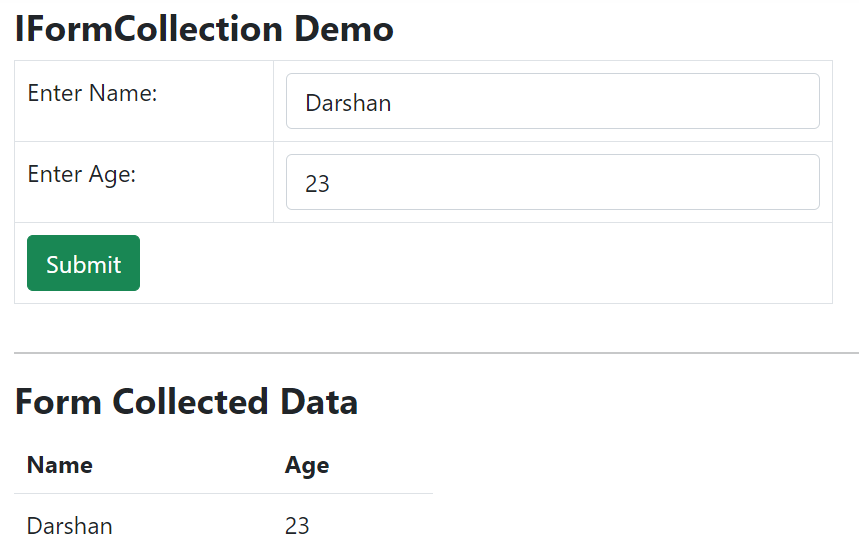 IFormCollection Demo
Enter Name: Darshan
Enter Age: 23
Submit
Form Collected Data
Name Age
Darshan 23